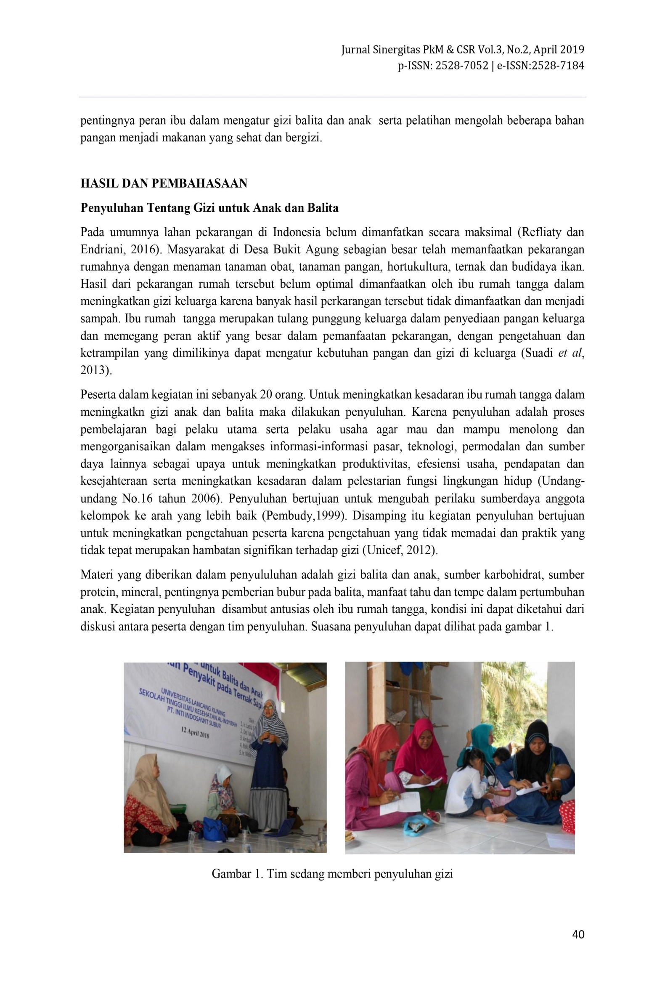 Jurnal Sinergitas PkM & CSR Vol.3, No.2, April 2019
p-ISSN: 2528-7052 | e-ISSN:2528-7184
pentingnya peran ibu dalam mengatur gizi balita dan anak serta pelatihan mengolah beberapa bahan
pangan menjadi makanan yang sehat dan bergizi.
HASIL DAN PEMBAHASAAN
Penyuluhan Tentang Gizi untuk Anak dan Balita
Pada umumnya lahan pekarangan di Indonesia belum dimanfatkan secara maksimal (Refliaty dan
Endriani, 2016). Masyarakat di Desa Bukit Agung sebagian besar telah memanfaatkan pekarangan
rumahnya dengan menaman tanaman obat, tanaman pangan, hortukultura, ternak dan budidaya ikan.
Hasil dari pekarangan rumah tersebut belum optimal dimanfaatkan oleh ibu rumah tangga dalam
meningkatkan gizi keluarga karena banyak hasil perkarangan tersebut tidak dimanfaatkan dan menjadi
sampah. Ibu rumah tangga merupakan tulang punggung keluarga dalam penyediaan pangan keluarga
dan memegang peran aktif yang besar dalam pemanfaatan pekarangan, dengan pengetahuan dan
ketrampilan yang dimilikinya dapat mengatur kebutuhan pangan dan gizi di keluarga (Suadi et al,
2013).
Peserta dalam kegiatan ini sebanyak 20 orang. Untuk meningkatkan kesadaran ibu rumah tangga dalam
meningkatkn gizi anak dan balita maka dilakukan penyuluhan. Karena penyuluhan adalah proses
pembelajaran bagi pelaku utama serta pelaku usaha agar mau dan mampu menolong dan
mengorganisaikan dalam mengakses informasi-informasi pasar, teknologi, permodalan dan sumber
daya lainnya sebagai upaya untuk meningkatkan produktivitas, efesiensi usaha, pendapatan dan
kesejahteraan serta meningkatkan kesadaran dalam pelestarian fungsi lingkungan hidup (Undang-
undang No.16 tahun 2006). Penyuluhan bertujuan untuk mengubah perilaku sumberdaya anggota
kelompok ke arah yang lebih baik (Pembudy,1999). Disamping itu kegiatan penyuluhan bertujuan
untuk meningkatkan pengetahuan peserta karena pengetahuan yang tidak memadai dan praktik yang
tidak tepat merupakan hambatan signifikan terhadap gizi (Unicef, 2012).
Materi yang diberikan dalam penyululuhan adalah gizi balita dan anak, sumber karbohidrat, sumber
protein, mineral, pentingnya pemberian bubur pada balita, manfaat tahu dan tempe dalam pertumbuhan
anak. Kegiatan penyuluhan disambut antusias oleh ibu rumah tangga, kondisi ini dapat diketahui dari
diskusi antara peserta dengan tim penyuluhan. Suasana penyuluhan dapat dilihat pada gambar 1.
untuk Balita dan Anak
Penyakit pada Ternak Sapi
UNIVERSITAS LANCANG KUNING
SEKOLAH TINGGI ILMU KESEHATAN AL-INSYIRAH
PT. INTI INDOSAWIT SUBUR
12 April 2018
Oleh
1. Ir.
2.
3.
4.
5. Ir.
Gambar 1. Tim sedang memberi penyuluhan gizi
40